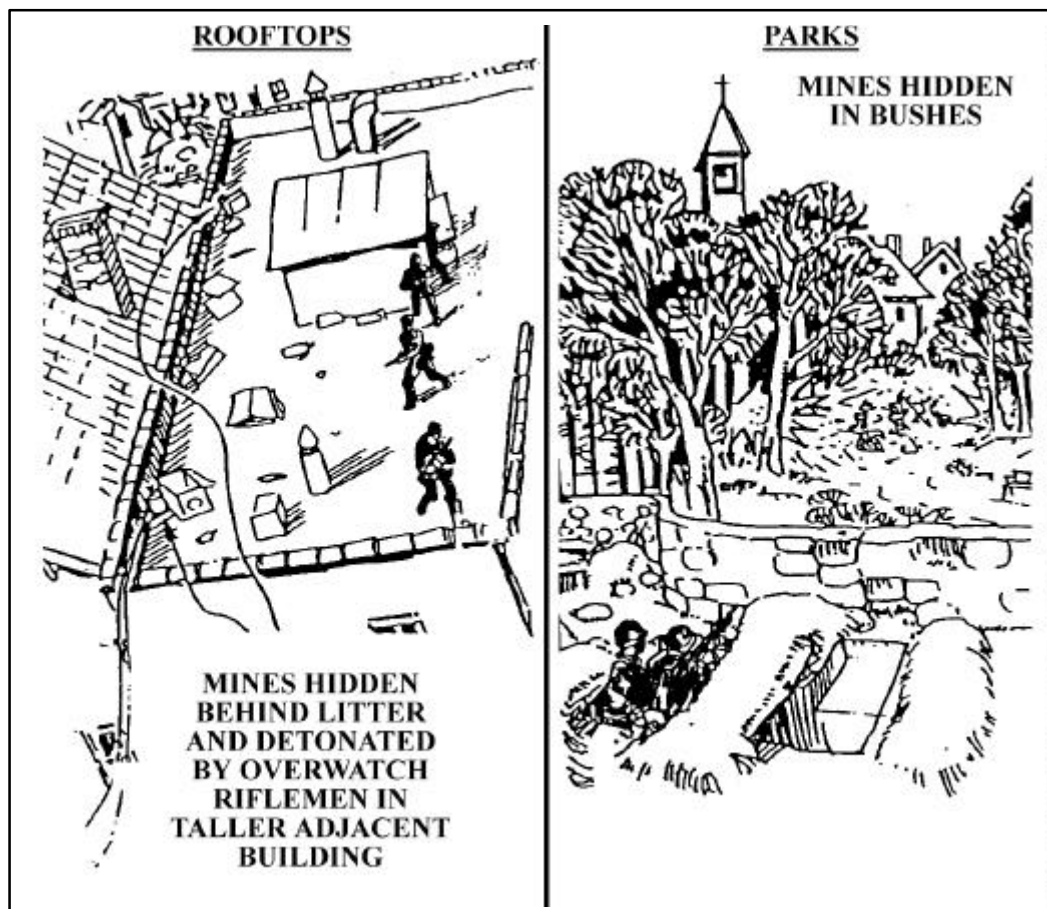 ROOFTOPS
MINES HIDDEN
BEHIND LITTER
AND DETONATED
BY OVERWATCH
RIFLEMEN IN
TALLER ADJACENT
BUILDING
PARKS
MINES HIDDEN
IN BUSHES